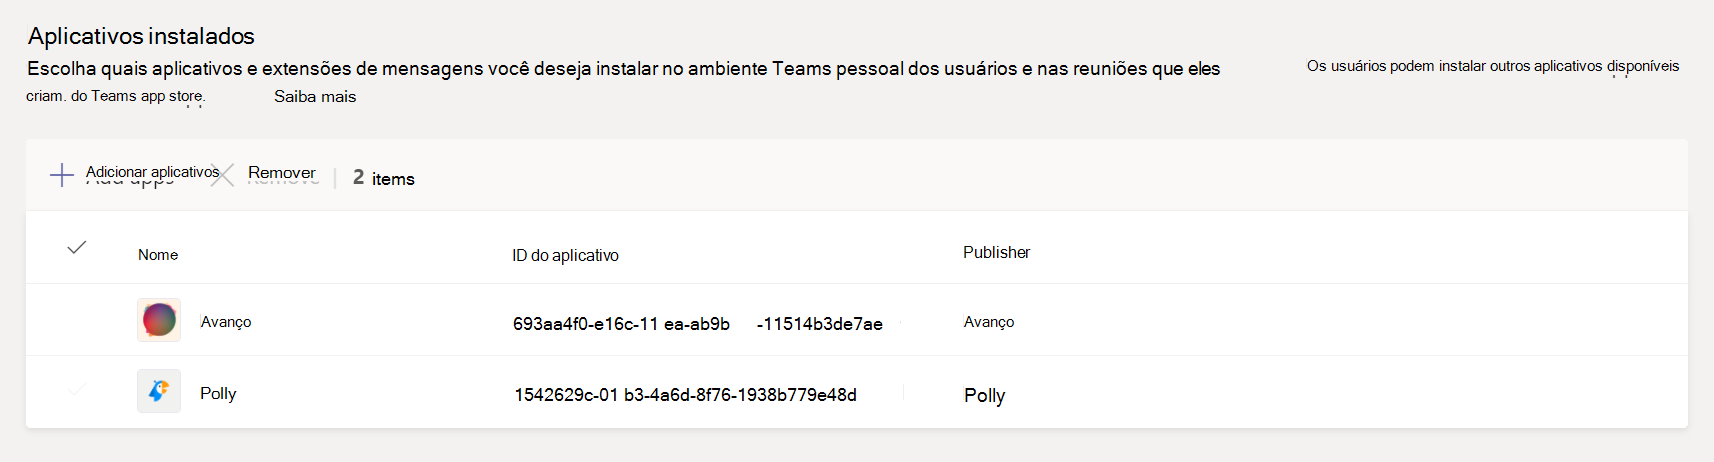 Aplicativos instalados
Escolha quais aplicativos e extensões de mensagens você deseja instalar no ambiente Teams pessoal dos usuários e nas reuniões que eles Os usuários podem instalar outros aplicativos disponíveis
criam. do Teams app store. Saiba mais
Adicionar aplicativos Remover 2 items
Nome ID do aplicativo Publisher
Avanço 693aa4f0-e16c-11 ea-ab9b -11514b3de7ae Avanço
Polly 1542629c-01 b3-4a6d-8f76-1938b779e48d Polly